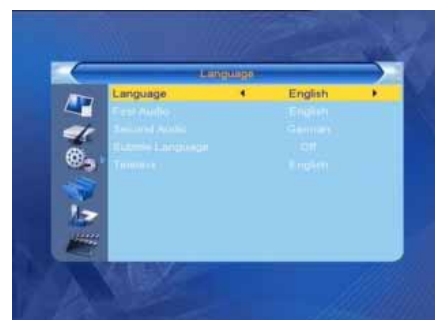 Language
Language English
First Audio English
Second Audio German
Subtitle Language Off
Teletext English